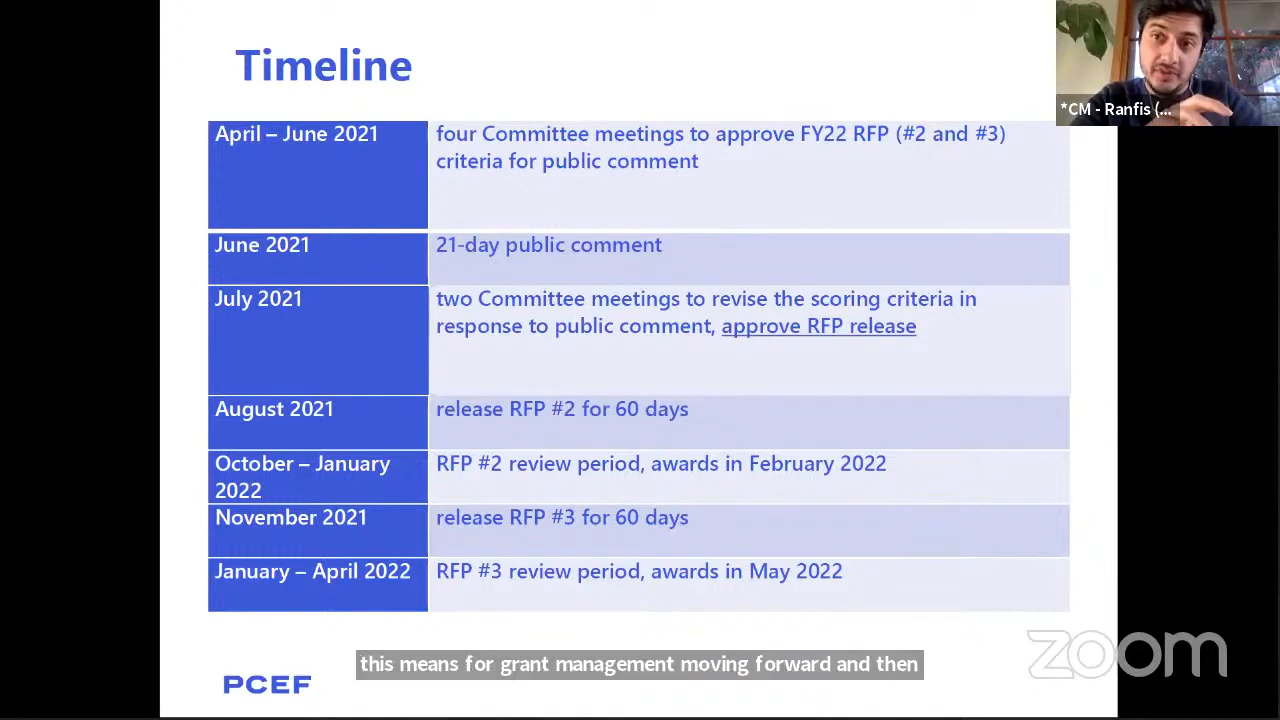 Timeline
*CM - Ranfis (...
April – June 2021
four Committee meetings to approve FY22 RFP (#2 and #3)
criteria for public comment
June 2021
21-day public comment
July 2021
two Committee meetings to revise the scoring criteria in
response to public comment, approve RFP release
August 2021
release RFP #2 for 60 days
October – January
2022
RFP #2 review period, awards in February 2022
November 2021
release RFP #3 for 60 days
January – April 2022
RFP #3 review period, awards in May 2022
this means for grant management moving forward and then
PCEF
zoom